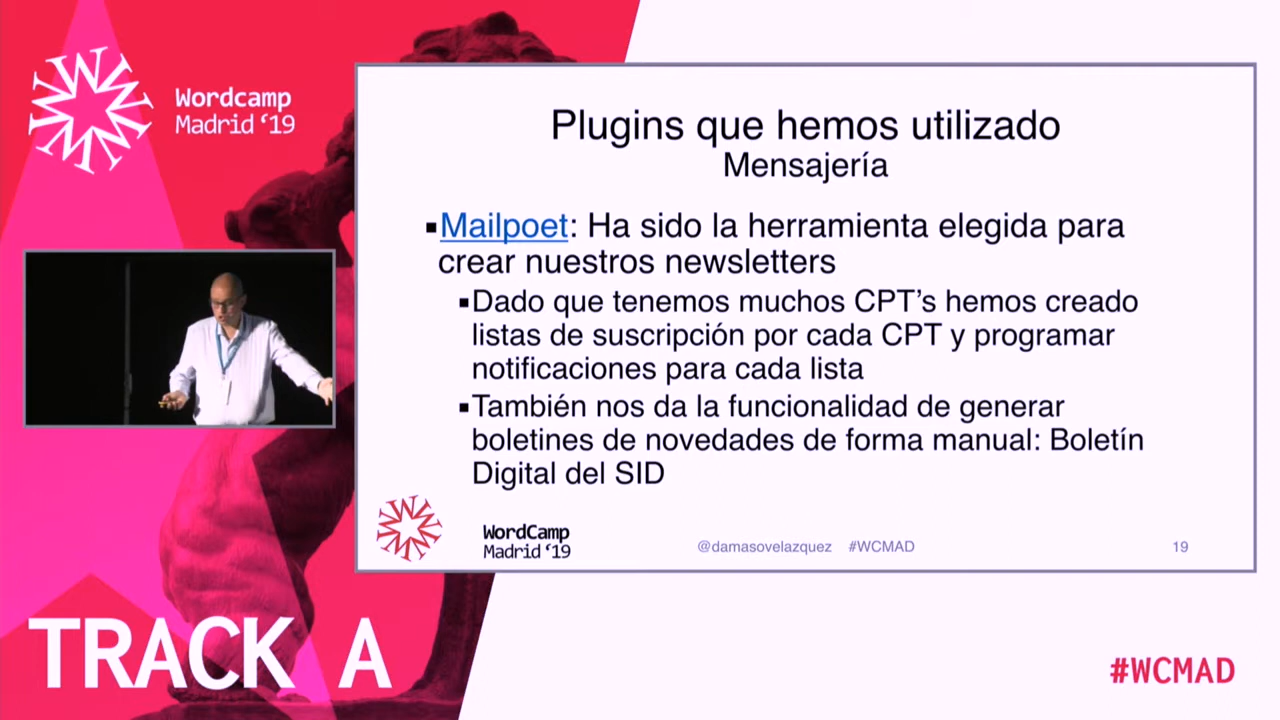 Wordcamp
Madrid ‘19
Plugins que hemos utilizado
Mensajería
▪Mailpoet: Ha sido la herramienta elegida para
crear nuestros newsletters
▪Dado que tenemos muchos CPT’s hemos creado
listas de suscripción por cada CPT y programar
notificaciones para cada lista
▪También nos da la funcionalidad de generar
boletines de novedades de forma manual: Boletín
Digital del SID
WordCamp
Madrid ‘19
@damasovelazquez #WCMAD
19
TRACK A
#WCMAD